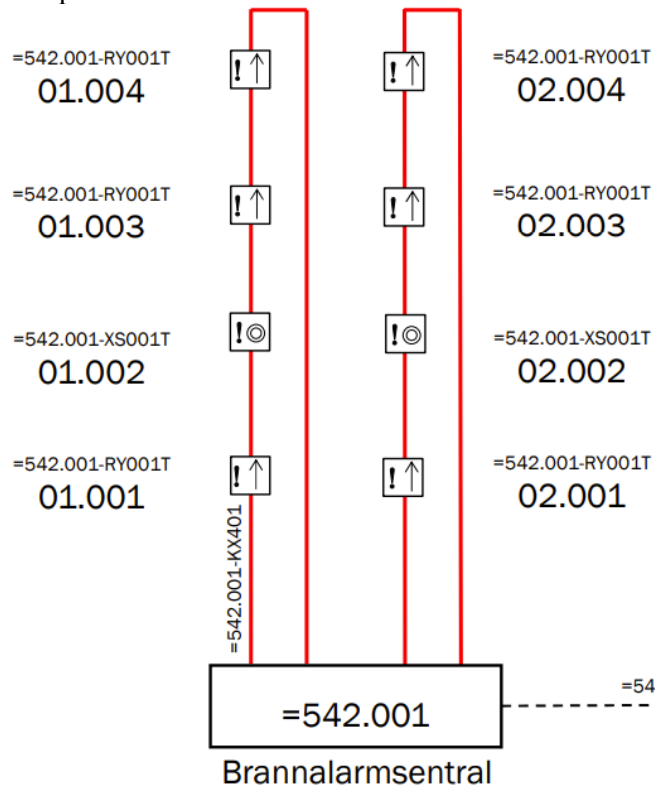 =542.001-RY001T
01.004
=542.001-RY001T
02.004
=542.001-RY001T
01.003
=542.001-RY001T
02.003
=542.001-XS001T
01.002
=542.001-XS001T
02.002
=542.001-RY001T
01.001
=542.001-RY001T
02.001
=542.001-KX401
=542.001
=54
Brannalarmsentral